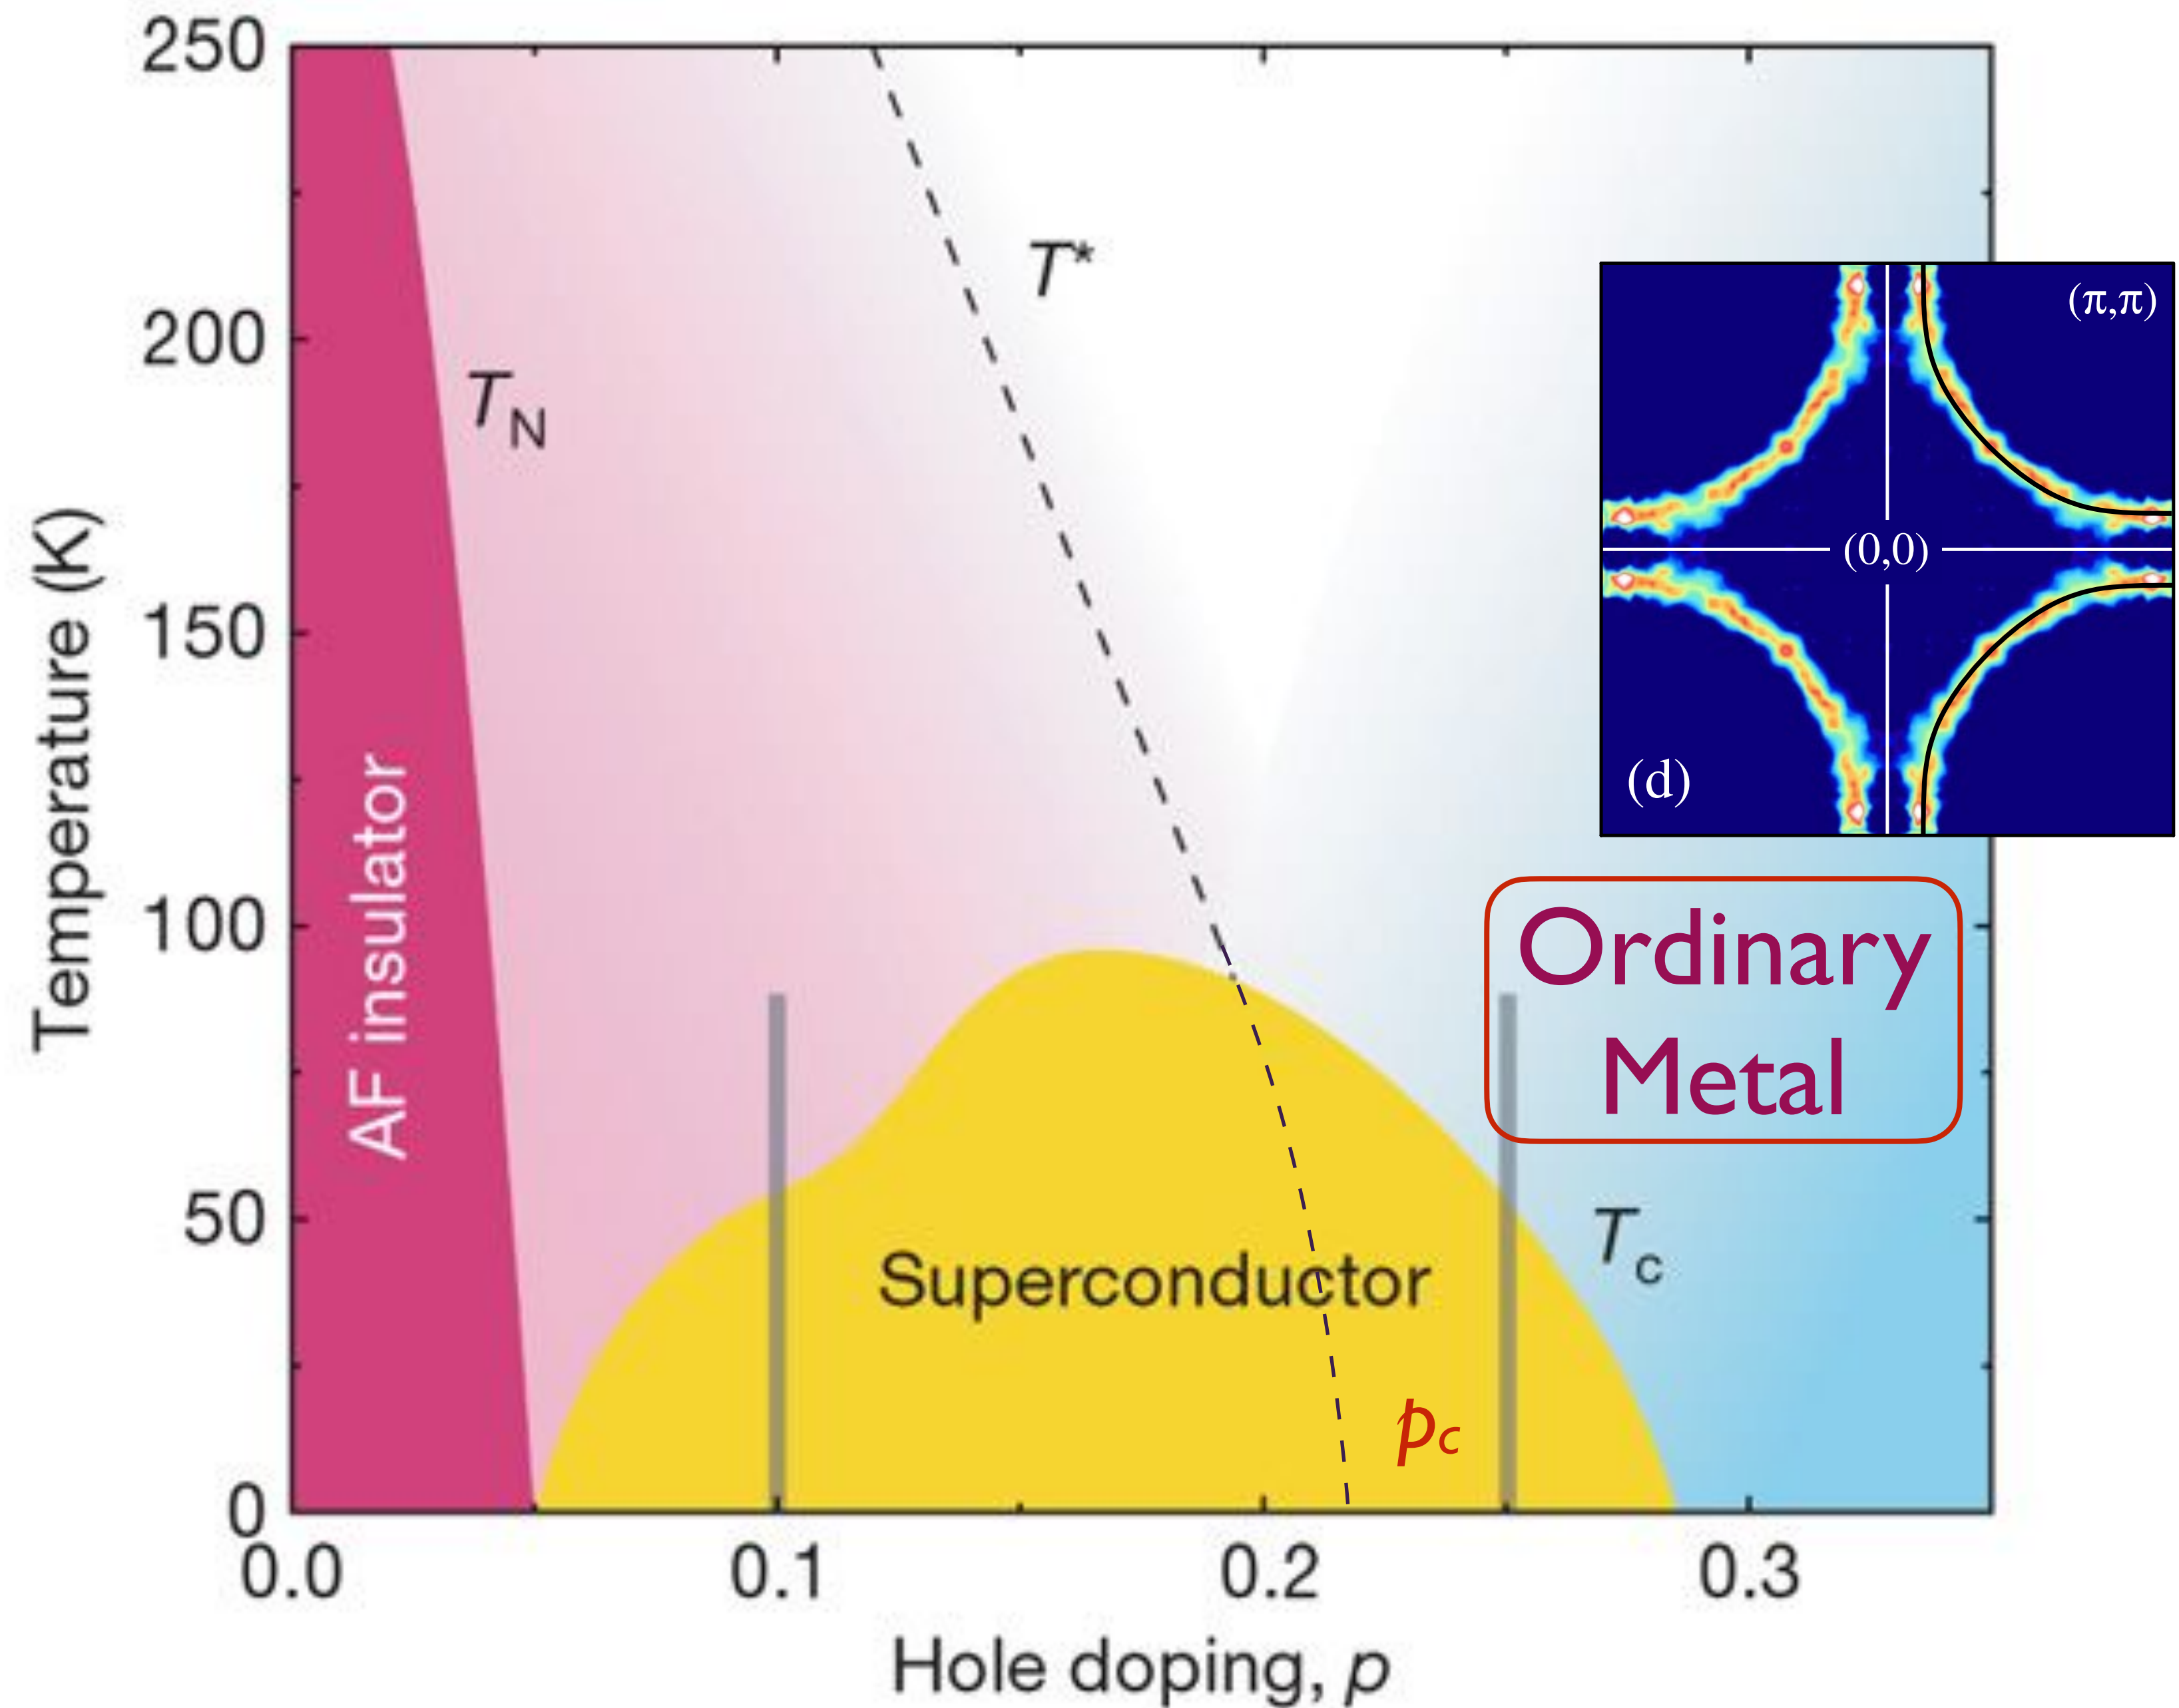 250
200
150
100
50
0
Temperature (K)
0.0
0.1
0.2
0.3
Hole doping, p
AF insulator
T_N
T*
Superconductor
p_c
T_c
Ordinary
Metal
(π,π)
(0,0)
(d)